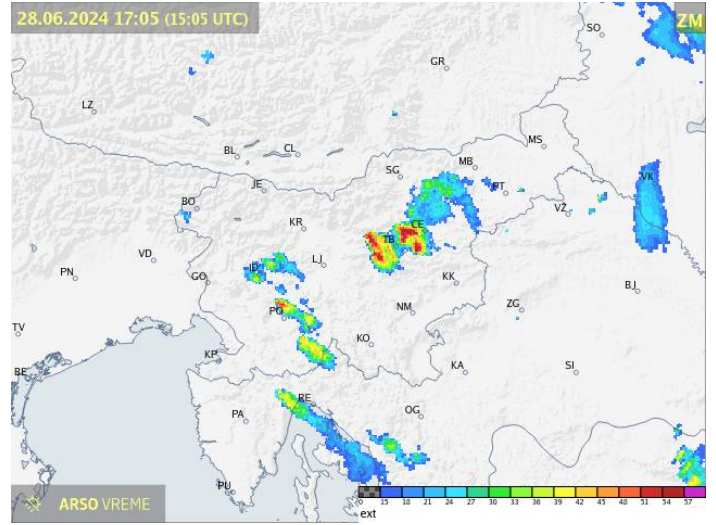 28.06.2024 17:05 (15:05 UTC)
ZM
SO
GR
LZ
MS
BL
CL
MB
SG
VK
JE
PT
BO
VŽ
KR
CE
TB
VD
LJ
ID
PN
GO
KK
BJ
PO
NM
ZG
TV
KO
KP
BE
KA
SI
RE
PA
OG
PU
ARSO VREME
0 15 18 21 24 27 30 33 36 39 42 45 48 51 54 57
ext